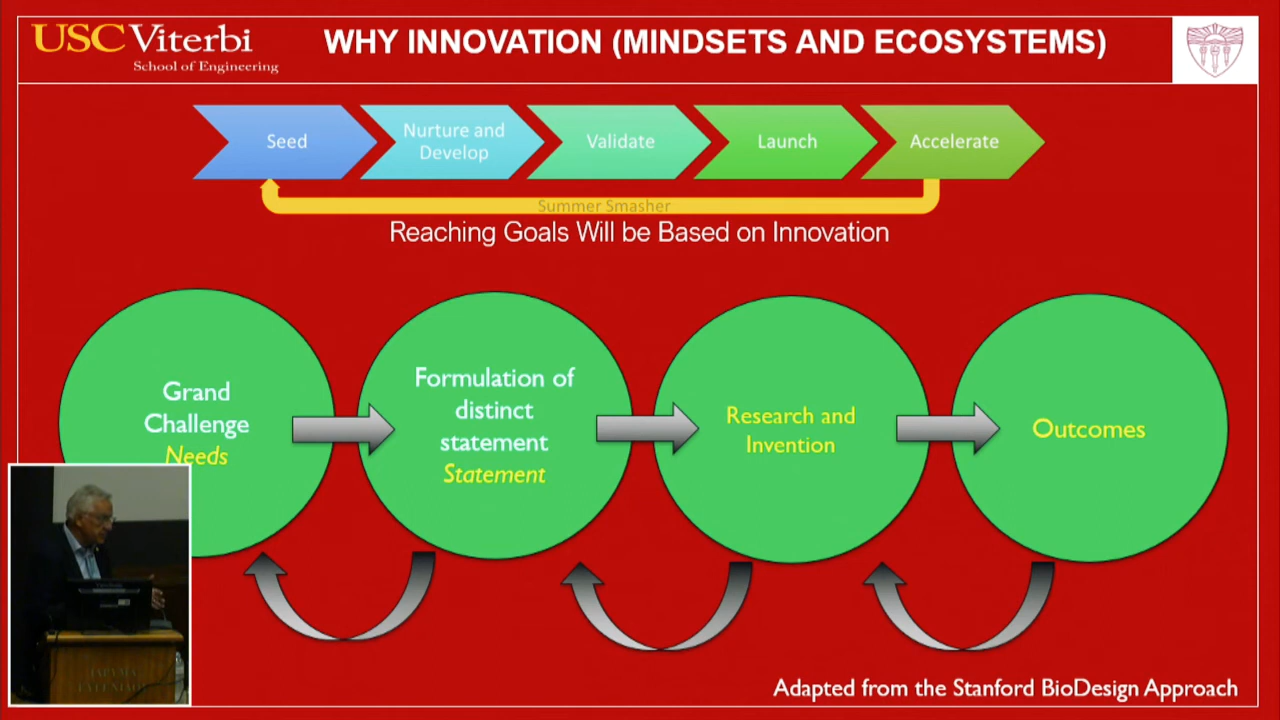 USC Viterbi
School of Engineering
WHY INNOVATION (MINDSETS AND ECOSYSTEMS)
Seed
Nurture and
Develop
Validate
Launch
Accelerate
Summer Smasher
Reaching Goals Will be Based on Innovation
Grand
Challenge
Needs
Formulation of
distinct
statement
Statement
Research and
Invention
Outcomes
Adapted from the Stanford BioDesign Approach